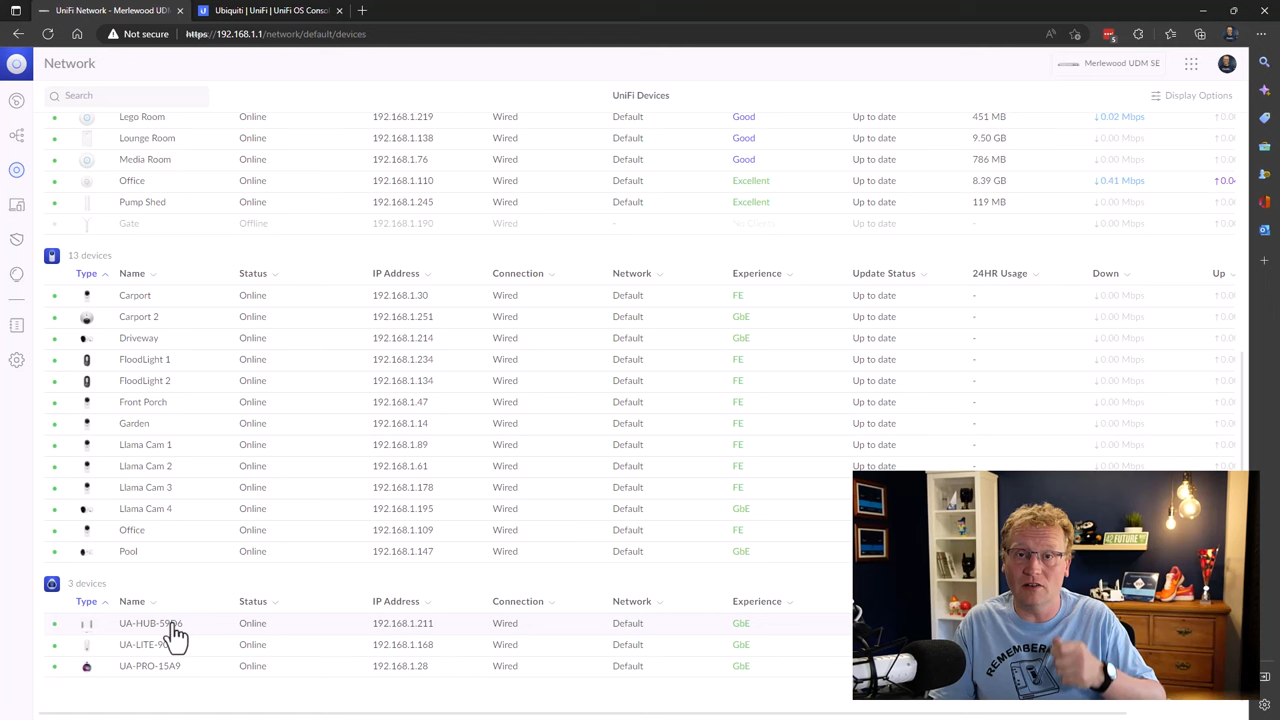 UniFi Network - Merlewood UDM
Ubiquiti | UniFi | UniFi OS Consol
Not secure
https://192.168.1.1/network/default/devices
5
Network
Merlewood UDM SE
Search
UniFi Devices
Display Options
Lego Room Online 192.168.1.219 Wired Default Good Up to date 451 MB ↓0.02 Mbps
Lounge Room Online 192.168.1.138 Wired Default Good Up to date 9.50 GB ↓0.00 Mbps
Media Room Online 192.168.1.76 Wired Default Good Up to date 786 MB ↓0.00 Mbps
Office Online 192.168.1.110 Wired Default Excellent Up to date 8.39 GB ↓0.41 Mbps
Pump Shed Online 192.168.1.245 Wired Default Excellent Up to date 119 MB ↓0.00 Mbps
Gate Offline 192.168.1.190 Wired - No Clients
13 devices
Type Name Status IP Address Connection Network Experience Update Status 24HR Usage Down Up
Carport Online 192.168.1.30 Wired Default FE Up to date - ↓0.00 Mbps
Carport 2 Online 192.168.1.251 Wired Default GbE Up to date - ↓0.00 Mbps
Driveway Online 192.168.1.214 Wired Default GbE Up to date - ↓0.00 Mbps
FloodLight 1 Online 192.168.1.234 Wired Default FE Up to date - ↓0.00 Mbps
FloodLight 2 Online 192.168.1.134 Wired Default FE Up to date - ↓0.00 Mbps
Front Porch Online 192.168.1.47 Wired Default FE Up to date - ↓0.00 Mbps
Garden Online 192.168.1.14 Wired Default FE Up to date - ↓0.00 Mbps
Llama Cam 1 Online 192.168.1.89 Wired Default FE Up to date - ↓0.00 Mbps
Llama Cam 2 Online 192.168.1.61 Wired Default FE Up to date - ↓0.00 Mbps
Llama Cam 3 Online 192.168.1.178 Wired Default FE
Llama Cam 4 Online 192.168.1.195 Wired Default GbE
Office Online 192.168.1.109 Wired Default FE
Pool Online 192.168.1.147 Wired Default GbE
42 FUTURE
3 devices
Type Name Status IP Address Connection Network Experience
Online 192.168.1.211 Wired Default GbE
Online 192.168.1.168 Wired Default GbE
UA-PRO-15A9 Online 192.168.1.28 Wired Default GbE